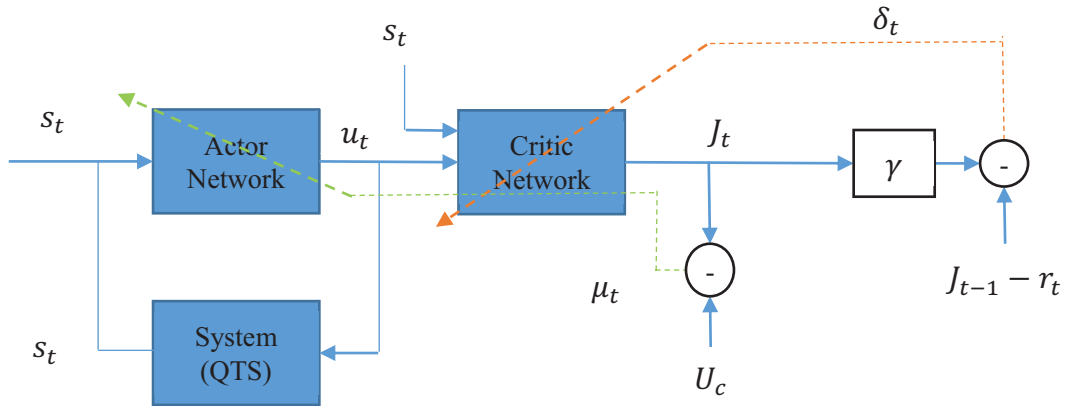 s_t
δ_t
s_t
u_t
Actor
Network
Critic
Network
J_t
γ
-
-
μ_t
J_{t-1} − r_t
s_t
System
(QTS)
U_c